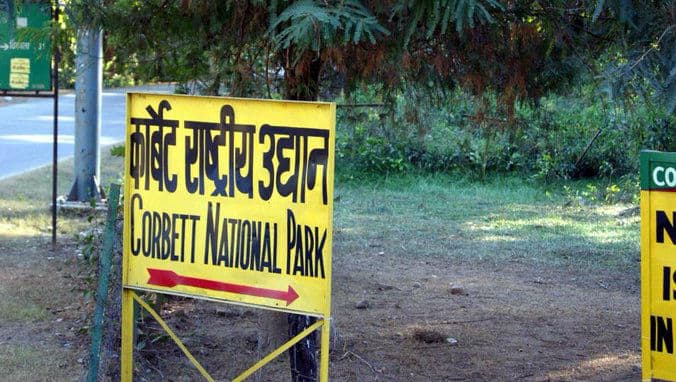 कार्बेट राष्ट्रीय उद्यान
CORBETT NATIONAL PARK
CO
N
IS
IN